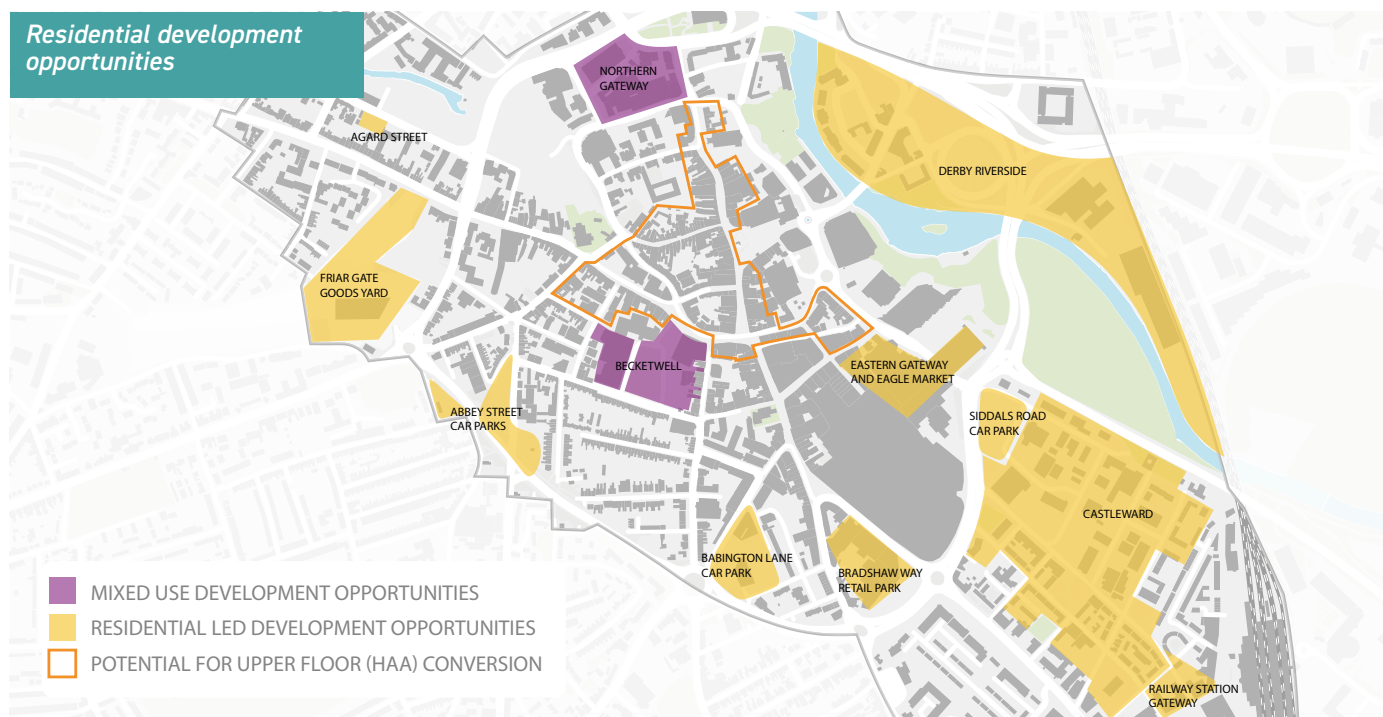 Residential development
opportunities
NORTHERN
GATEWAY
AGARD STREET
DERBY RIVERSIDE
FRIAR GATE
GOODS YARD
BECKETWELL
EASTERN GATEWAY
AND EAGLE MARKET
ABBEY STREET
CAR PARKS
SIDDALS ROAD
CAR PARK
CASTLEWARD
BABINGTON LANE
CAR PARK
BRADSHAW WAY
RETAIL PARK
RAILWAY STATION
GATEWAY
MIXED USE DEVELOPMENT OPPORTUNITIES
RESIDENTIAL LED DEVELOPMENT OPPORTUNITIES
POTENTIAL FOR UPPER FLOOR (HAA) CONVERSION